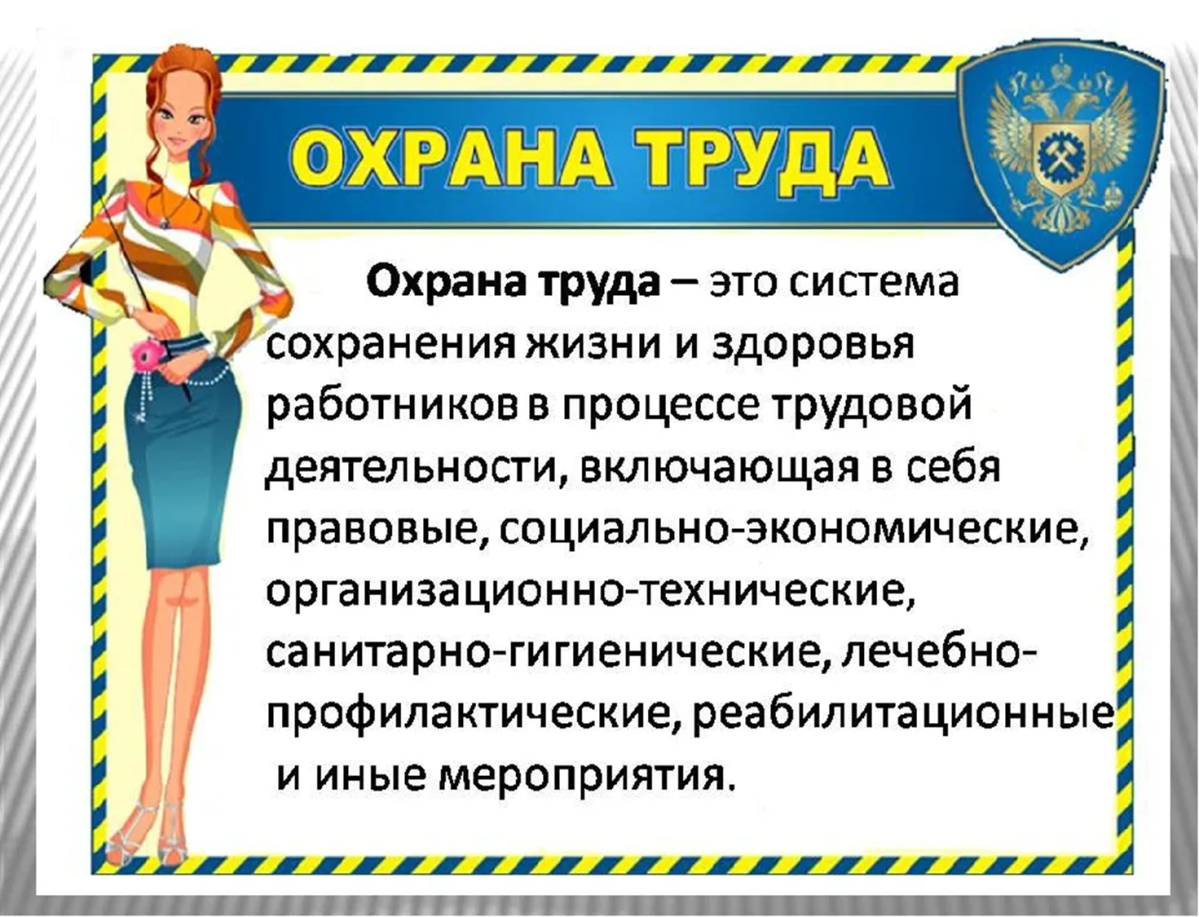 ОХРАНА ТРУДА
Охрана труда – это система
сохранения жизни и здоровья
работников в процессе трудовой
деятельности, включающая в себя
правовые, социально-экономические,
организационно-технические,
санитарно-гигиенические, лечебно-
профилактические, реабилитационные
и иные мероприятия.